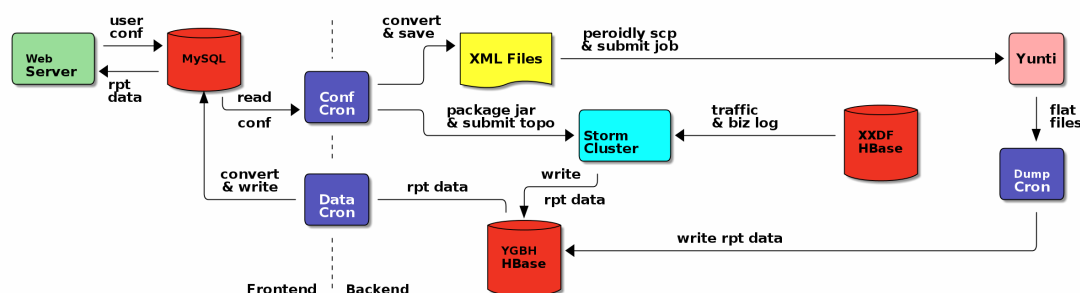 user
conf
Web
Server
rpt
data
MySQL
read
conf
Conf
Cron
convert
& save
XML Files
peroidly scp
& submit job
Yunti
package jar
& submit topo
Storm
Cluster
traffic
& biz log
XXDF
HBase
flat
files
Dump
Cron
convert
& write
Data
Cron
rpt data
write
rpt data
YGBH
HBase
write rpt data
Frontend
Backend